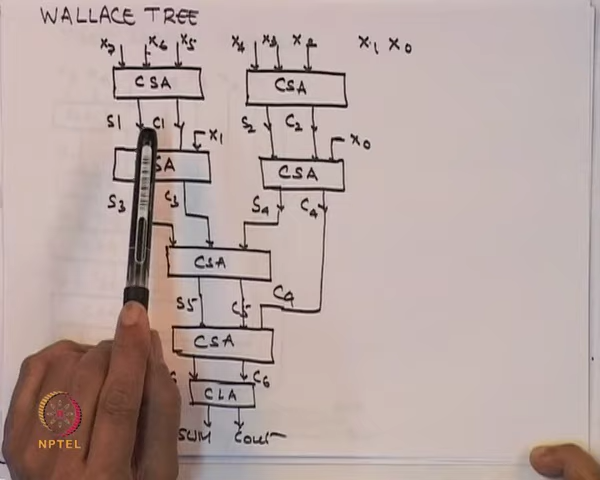 WALLACE TREE
X7 X6 X5 X4 X3 X2 X1 X0
CSA CSA
S1 C1 X1 S2 C2 X0
SA CSA
S3 C3 S4 C4
CSA
S5 C5 C4
CSA
6 C6
CLA
SUM Cout
NPTEL